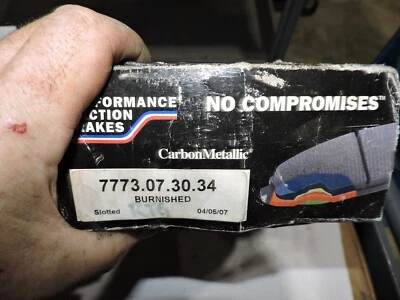 FORMANCE
CTION
AKES
NO COMPROMISES™
CarbonMetallic®
7773.07.30.34
BURNISHED
Slotted 04/05/07